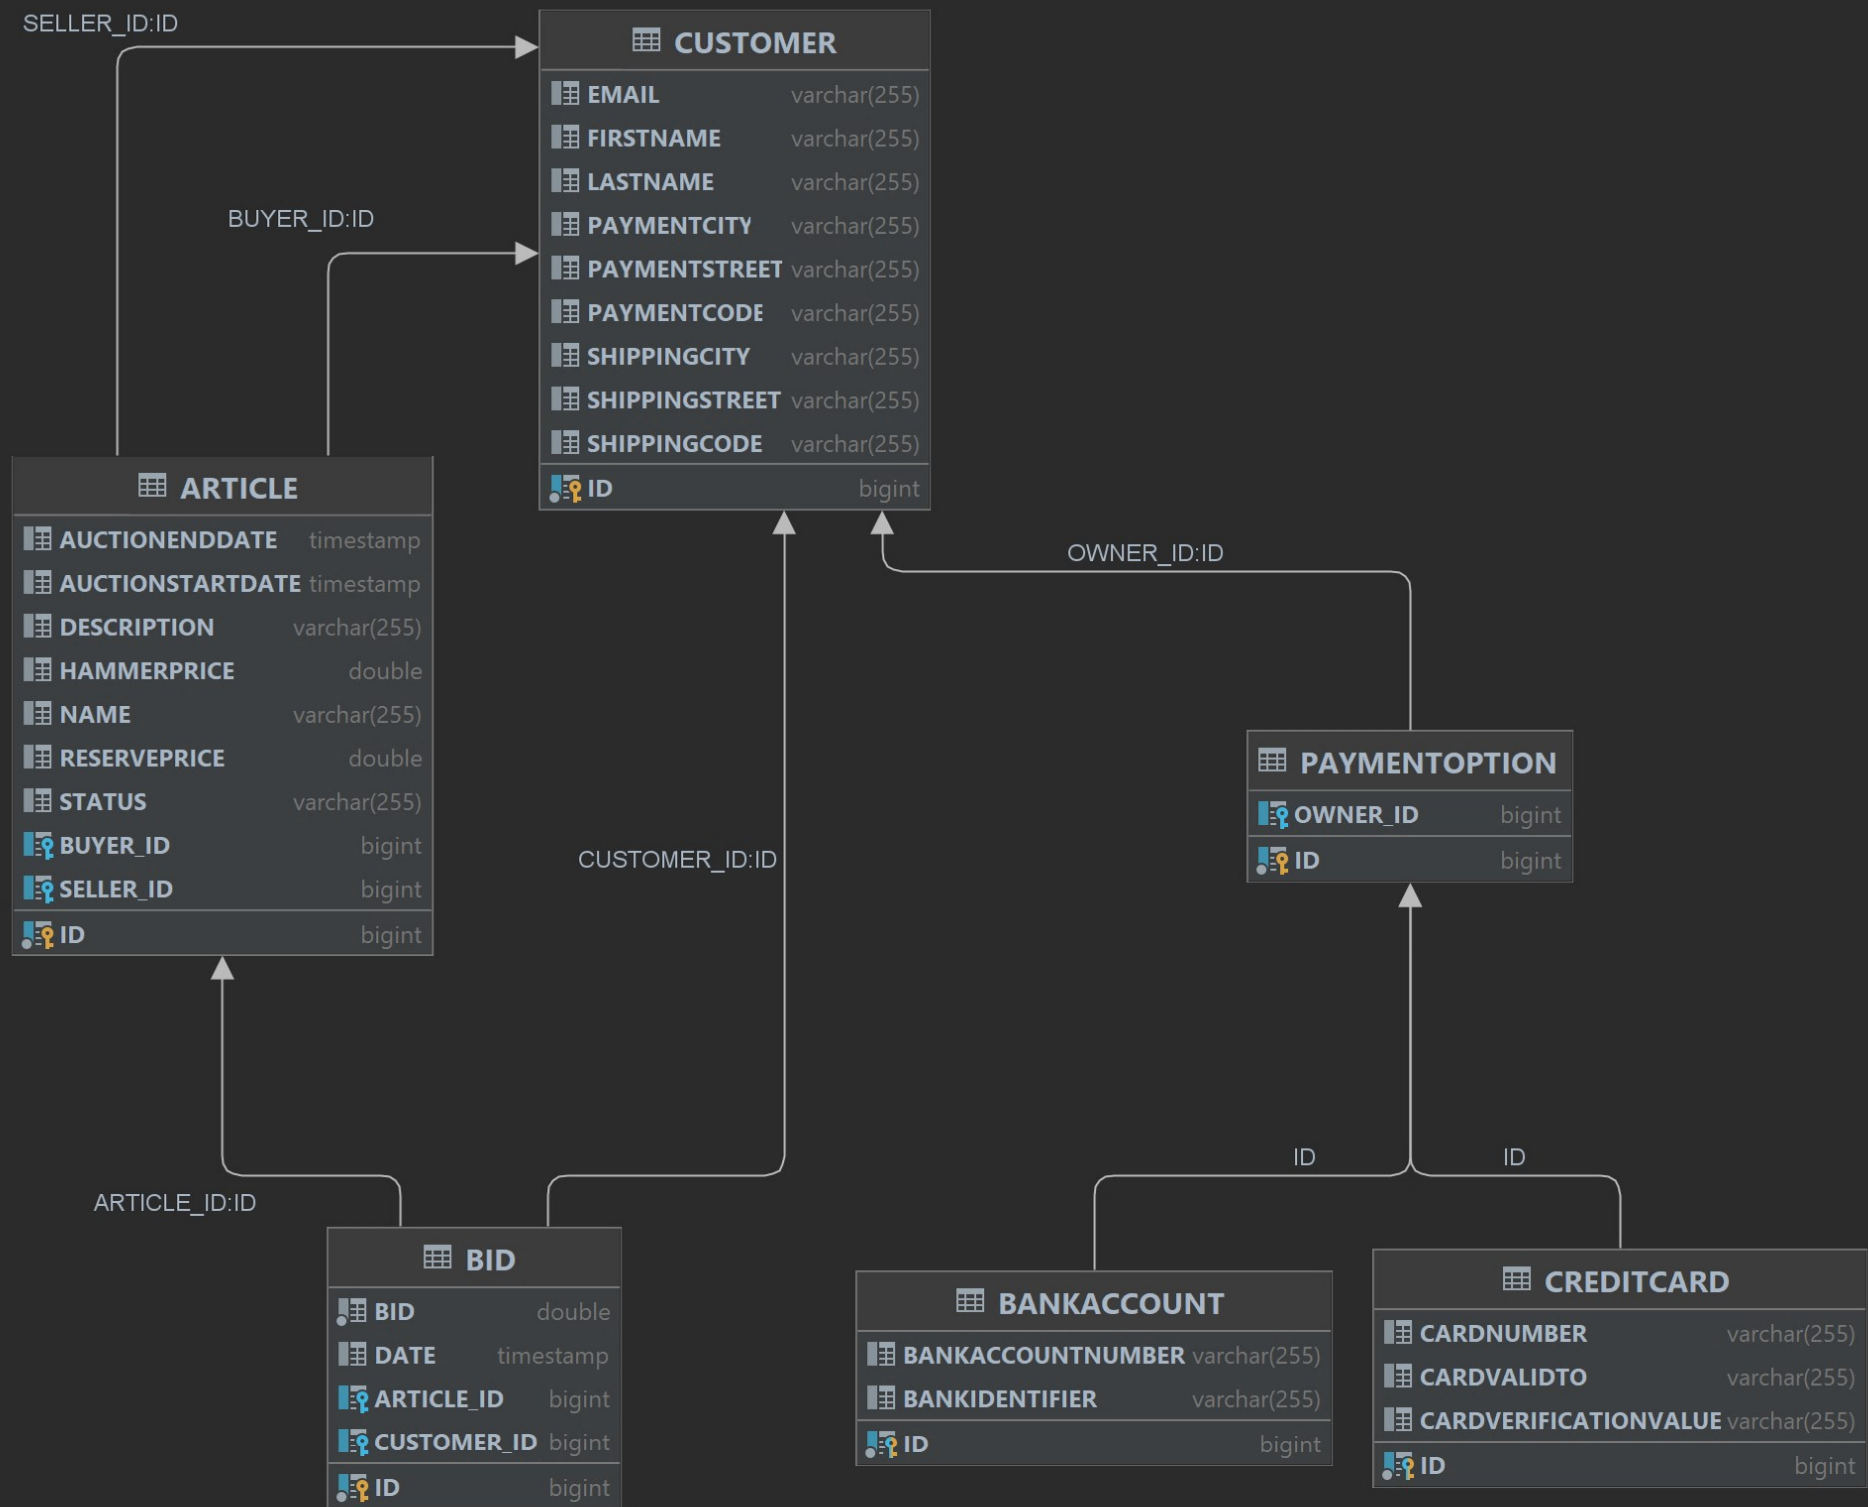 SELLER_ID:ID
CUSTOMER
EMAIL varchar(255)
FIRSTNAME varchar(255)
LASTNAME varchar(255)
PAYMENTCITY varchar(255)
PAYMENTSTREET varchar(255)
PAYMENTCODE varchar(255)
SHIPPINGCITY varchar(255)
SHIPPINGSTREET varchar(255)
SHIPPINGCODE varchar(255)
ID bigint
BUYER_ID:ID
ARTICLE
AUCTIONENDDATE timestamp
AUCTIONSTARTDATE timestamp
DESCRIPTION varchar(255)
HAMMERPRICE double
NAME varchar(255)
RESERVEPRICE double
STATUS varchar(255)
BUYER_ID bigint
SELLER_ID bigint
ID bigint
OWNER_ID:ID
PAYMENTOPTION
OWNER_ID bigint
ID bigint
CUSTOMER_ID:ID
ARTICLE_ID:ID
ID
ID
BID
BID double
DATE timestamp
ARTICLE_ID bigint
CUSTOMER_ID bigint
ID bigint
BANKACCOUNT
BANKACCOUNTNUMBER varchar(255)
BANKIDENTIFIER varchar(255)
ID bigint
CREDITCARD
CARDNUMBER varchar(255)
CARDVALIDTO varchar(255)
CARDVERIFICATIONVALUE varchar(255)
ID bigint